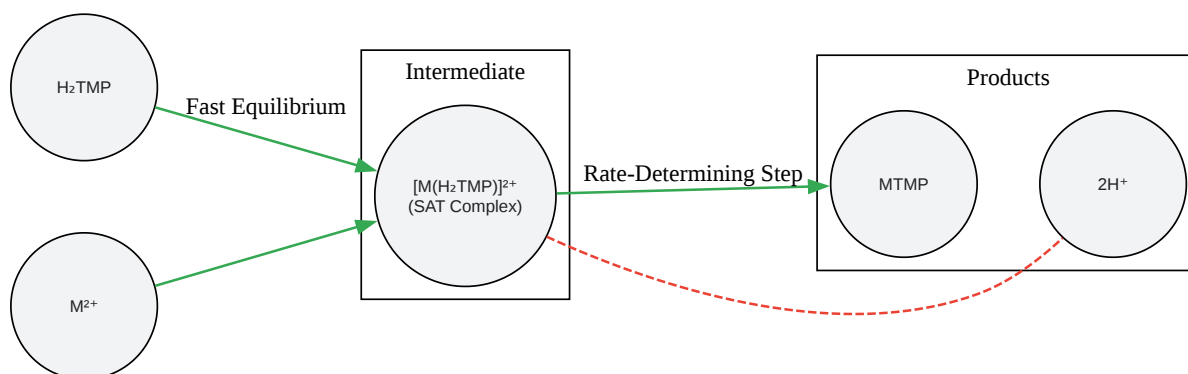 H₂TMP
Fast Equilibrium
M²⁺
Intermediate
[M(H₂TMP)]²⁺
(SAT Complex)
Rate-Determining Step
Products
MTMP
2H⁺